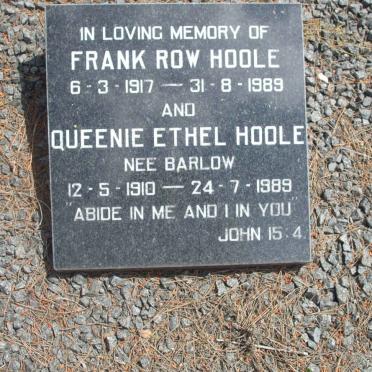 IN LOVING MEMORY OF
FRANK ROW HOOLE
6 - 3 - 1917 — 31 - 8 - 1989
AND
QUEENIE ETHEL HOOLE
NEE BARLOW
12 - 5 - 1910 — 24 - 7 - 1989
"ABIDE IN ME AND I IN YOU"
JOHN 15 : 4